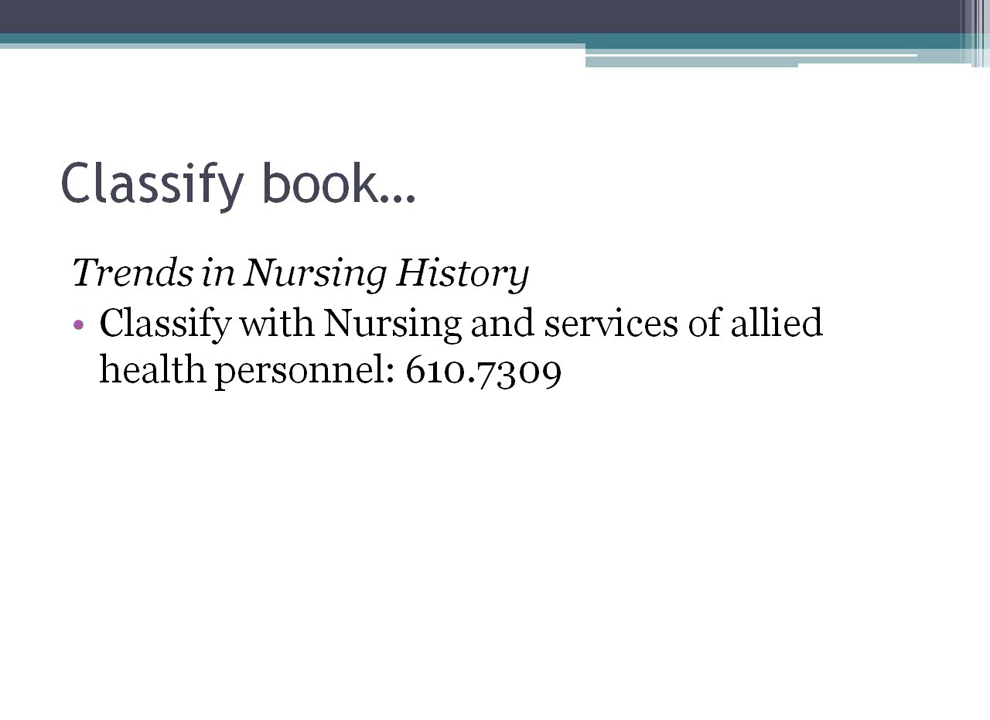 Classify book…
Trends in Nursing History
• Classify with Nursing and services of allied
health personnel: 610.7309